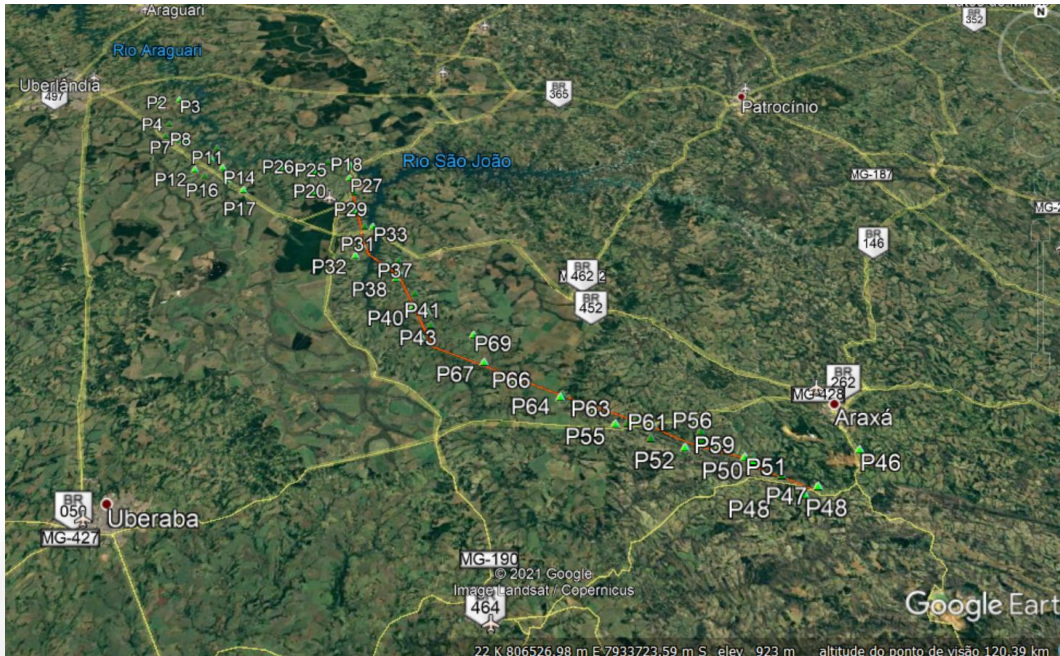 Araguari
BR
352
N
Rio Araguari
Uberlândia
497
BR
365
Patrocínio
P2
P3
P4
P7
P8
P11
P12
P16
P14
P17
P26
P25
P18
P20
P27
P29
Rio São João
MG-187
P31
P33
P32
P37
P38
BR
146
BR
462
BR
452
P40
P41
P43
P69
P67
P66
P64
P63
P61
P56
P55
P52
P59
P50
P51
P48
P47
P48
P46
BR
262
MG-428
Araxá
BR
050
Uberaba
MG-427
MG-190
© 2021 Google
Image Landsat / Copernicus
464
Google Eart
22 K 806526.98 m E 7933723.59 m S elev 923 m altitude do ponto de visão 120.39 km